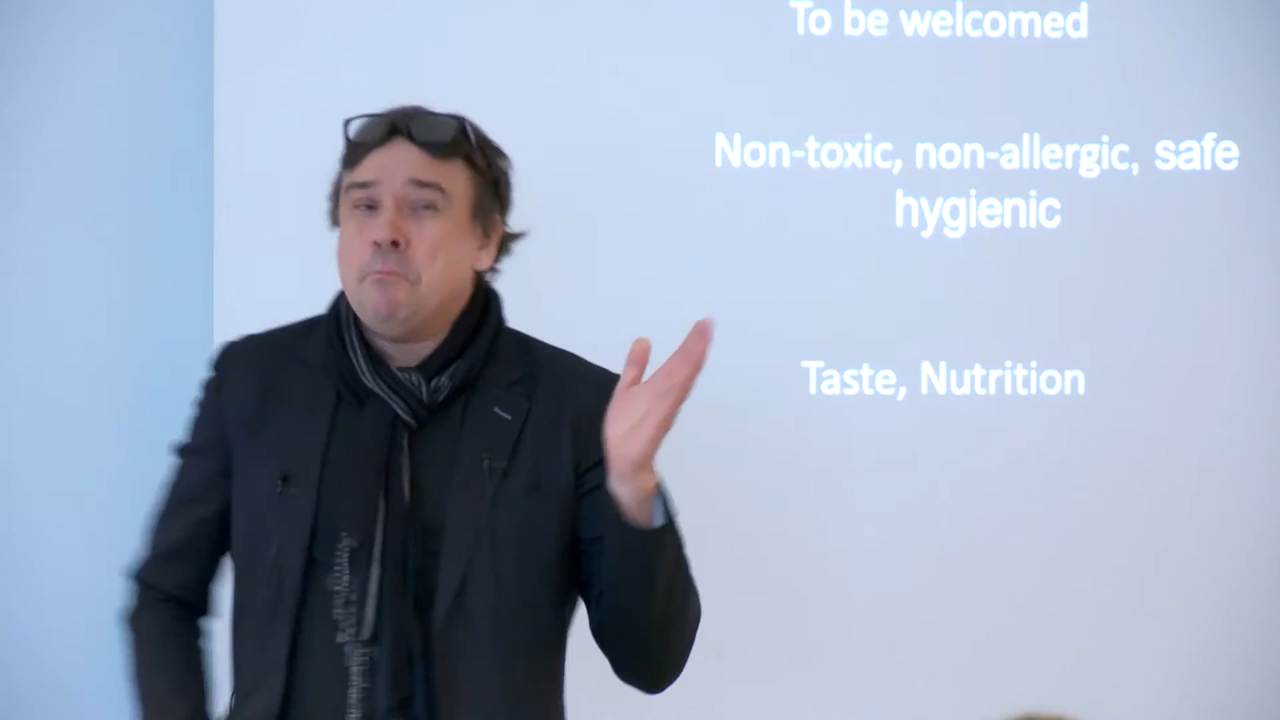 To be welcomed
Non-toxic, non-allergic, safe
hygienic
Taste, Nutrition